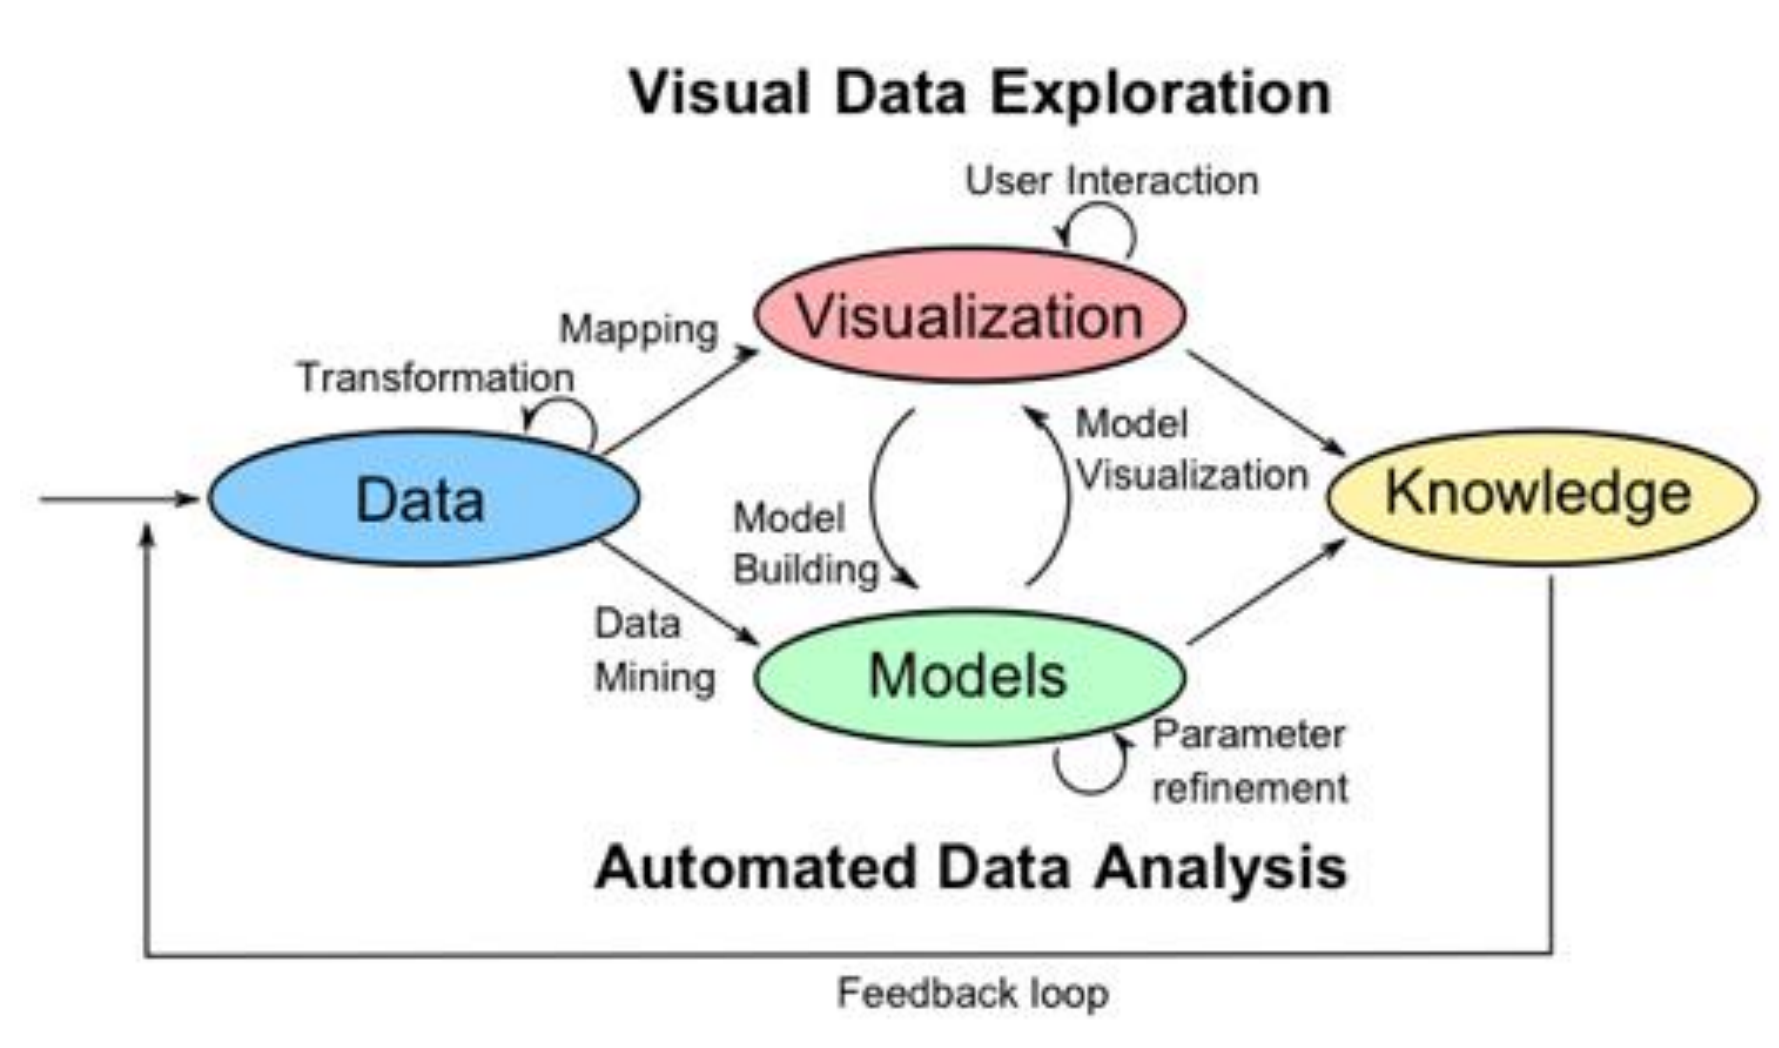 Visual Data Exploration
User Interaction
Visualization
Mapping
Transformation
Data
Model
Visualization
Knowledge
Model
Building
Data
Mining
Models
Parameter
refinement
Automated Data Analysis
Feedback loop